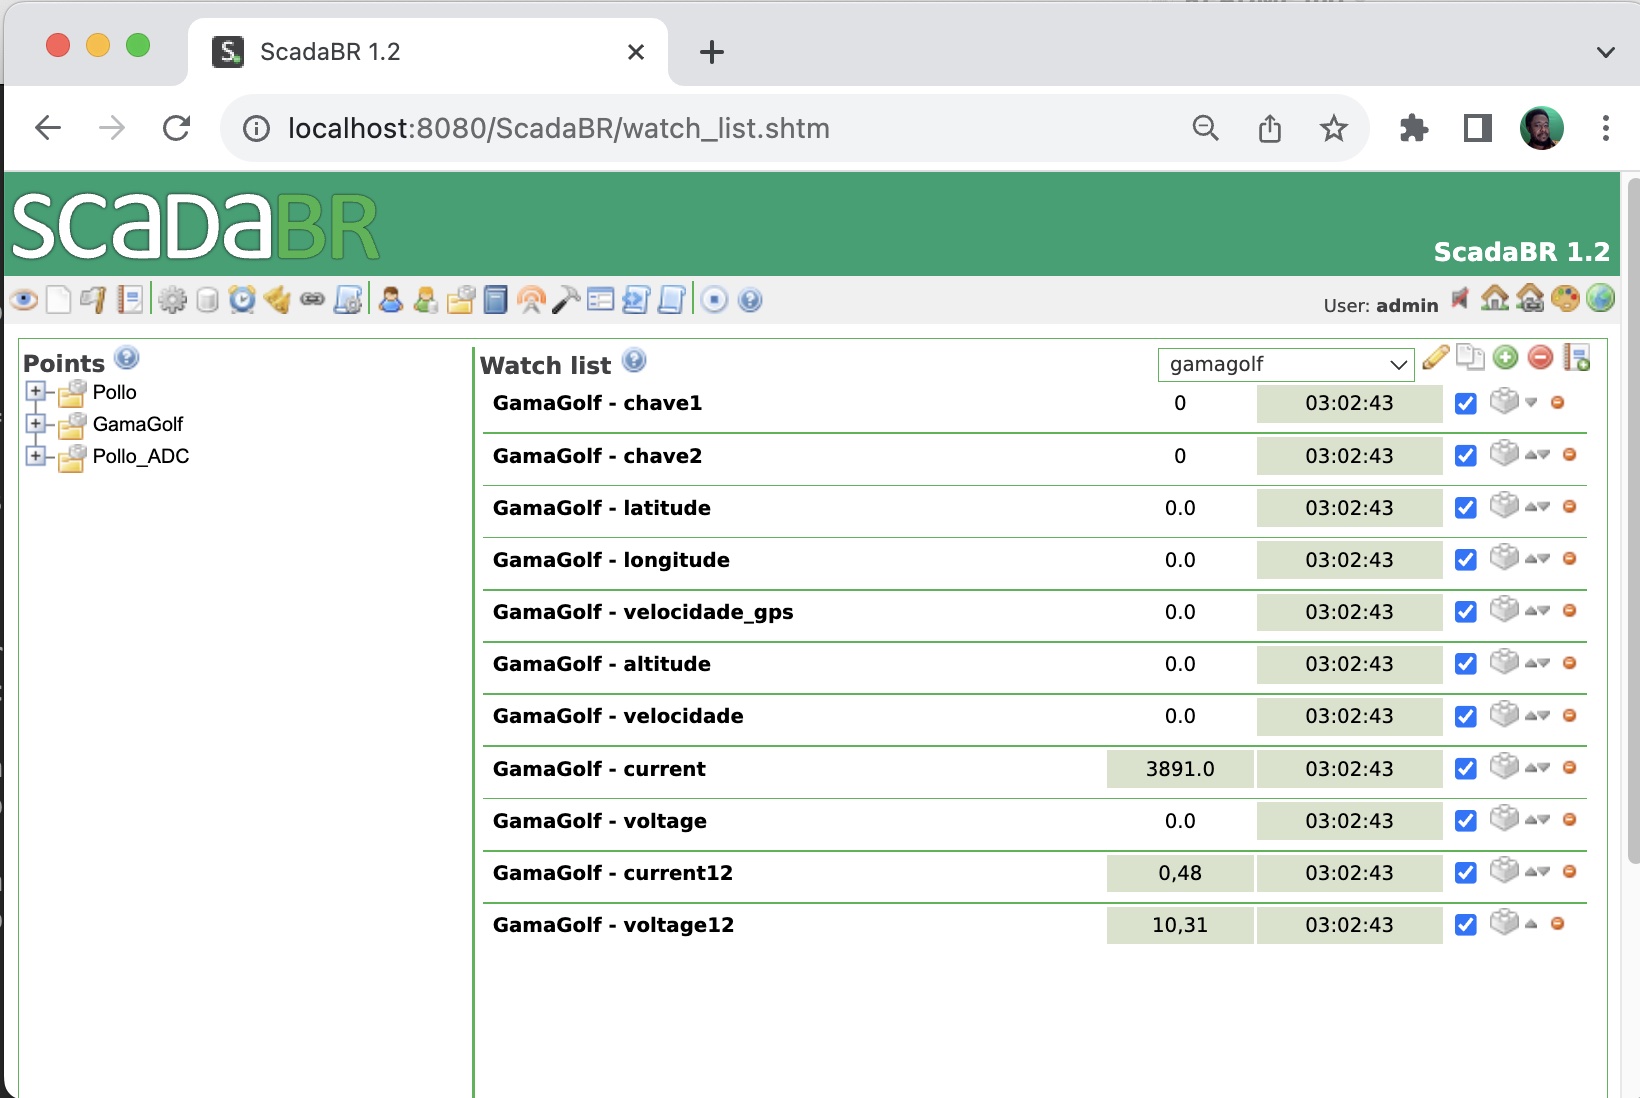 ScadaBR 1.2
localhost:8080/ScadaBR/watch_list.shtm
scadaBR
ScadaBR 1.2
User: admin
Points
Pollo
GamaGolf
Pollo_ADC
Watch list
gamagolf
GamaGolf - chave1 0 03:02:43
GamaGolf - chave2 0 03:02:43
GamaGolf - latitude 0.0 03:02:43
GamaGolf - longitude 0.0 03:02:43
GamaGolf - velocidade_gps 0.0 03:02:43
GamaGolf - altitude 0.0 03:02:43
GamaGolf - velocidade 0.0 03:02:43
GamaGolf - current 3891.0 03:02:43
GamaGolf - voltage 0.0 03:02:43
GamaGolf - current12 0,48 03:02:43
GamaGolf - voltage12 10,31 03:02:43